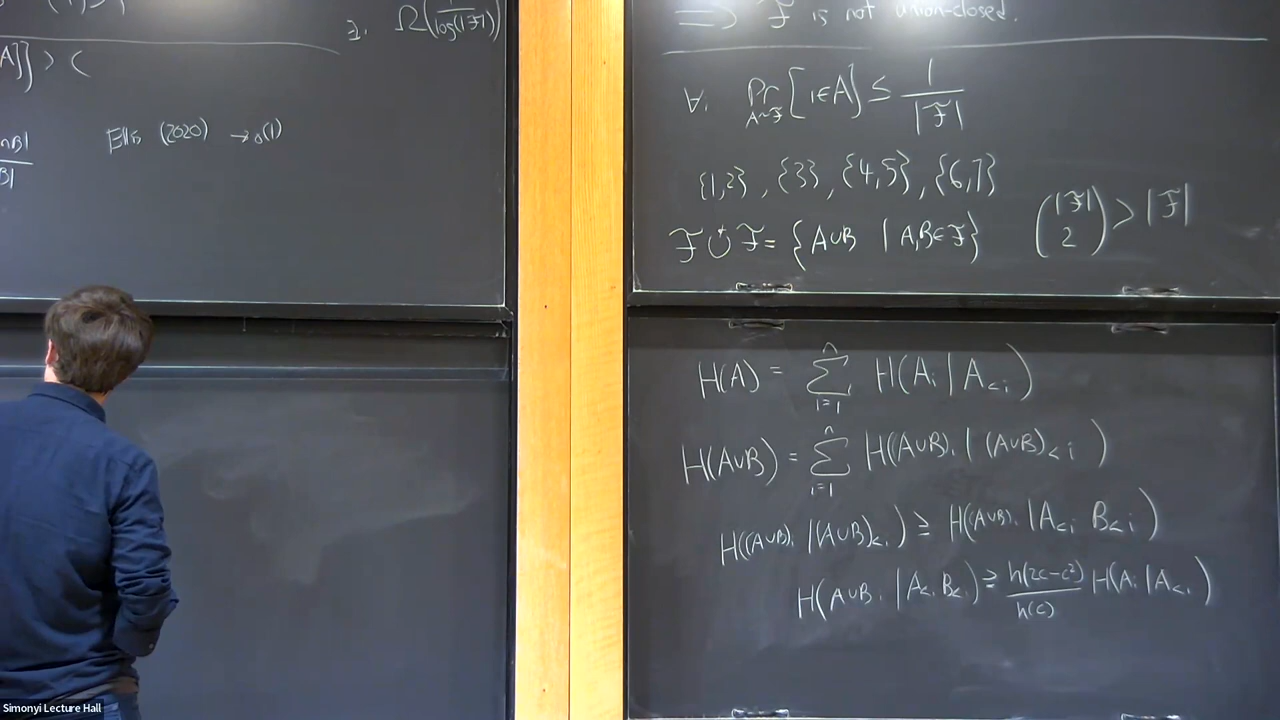 ∃i Ω(1/log(|F|))
A]] > C
Ellis (2020) → o(1)
⟹ F is not union-closed.
∀i Pr_{A~F}[i∈A] ≤ 1/|F|
{1,2}, {3}, {4,5}, {6,7}
F ∪ F = {A∪B | A,B∈F} (|F| 2) > |F|
H(A) = Σ_{i=1}^{n} H(A_i | A_{<i})
H(A∪B) = Σ_{i=1}^{n} H((A∪B)_i | (A∪B)_{<i})
H((A∪B)_i | (A∪B)_{<i}) ≥ H((A∪B)_i | A_{<i} B_{<i})
H(A∪B_i | A_{<i} B_{<i}) ≥ h(2c-c²)/h(c) H(A_i | A_{<i})
Simonyi Lecture Hall